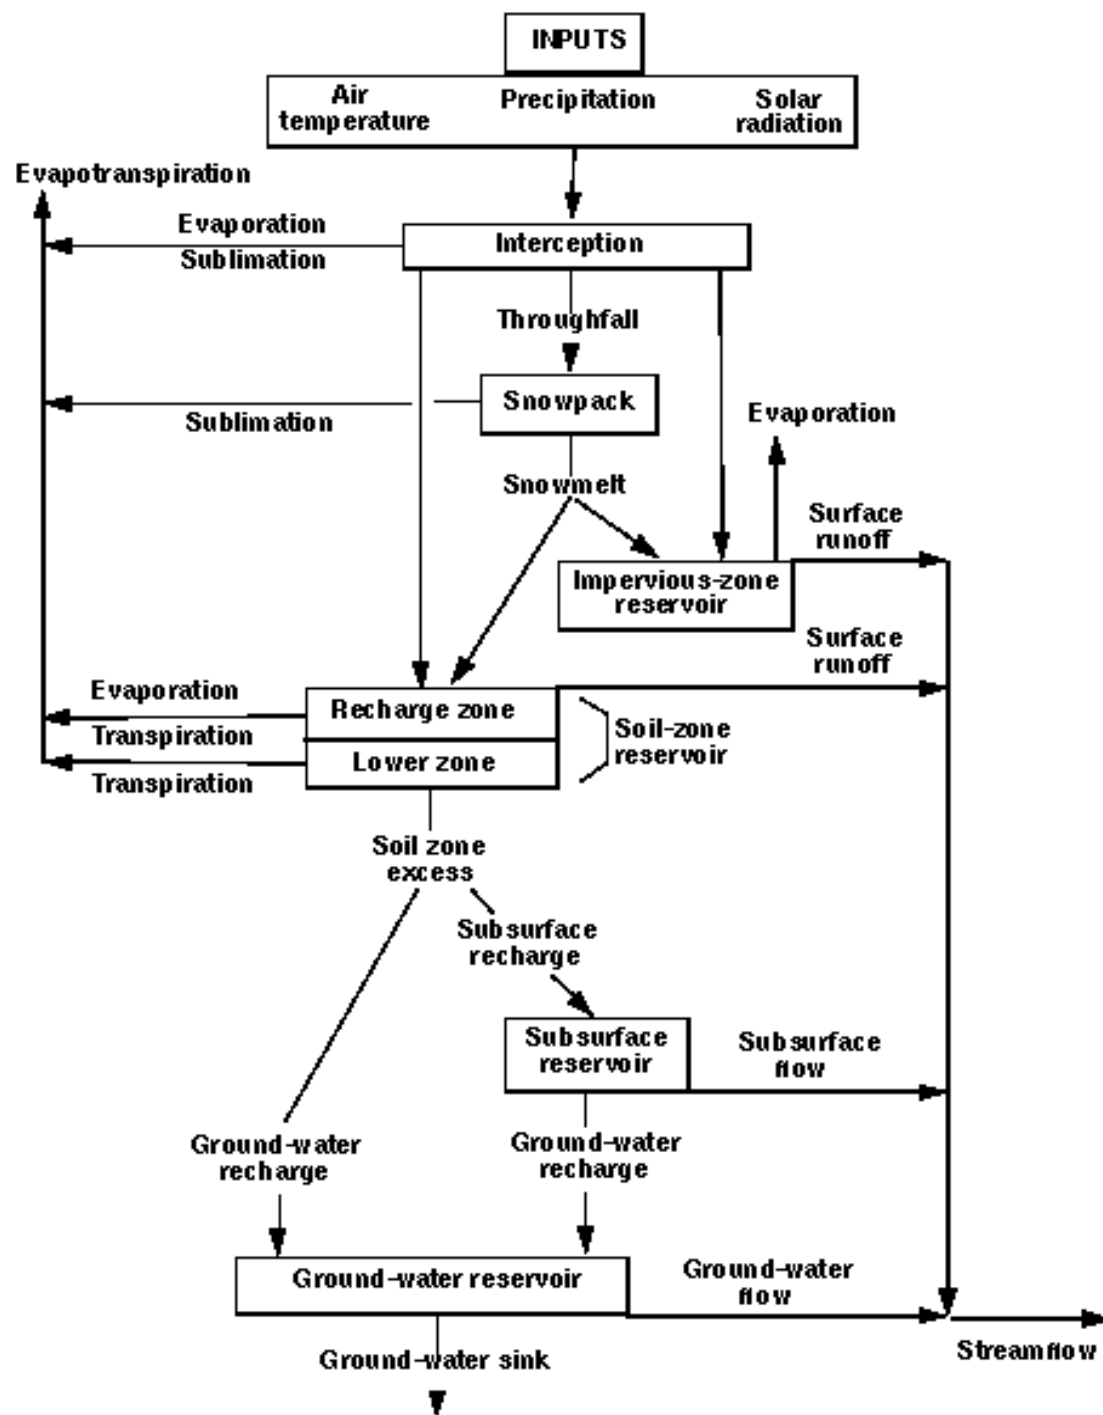 INPUTS
Air
temperature
Precipitation
Solar
radiation
Evapotranspiration
Evaporation
Sublimation
Interception
Throughfall
Snowpack
Sublimation
Evaporation
Snowmelt
Surface
runoff
Impervious-zone
reservoir
Surface
runoff
Evaporation
Transpiration
Recharge zone
Soil-zone
reservoir
Transpiration
Lower zone
Soil zone
excess
Subsurface
recharge
Subsurface
reservoir
Subsurface
flow
Ground-water
recharge
Ground-water
recharge
Ground-water reservoir
Ground-water
flow
Ground-water sink
Streamflow